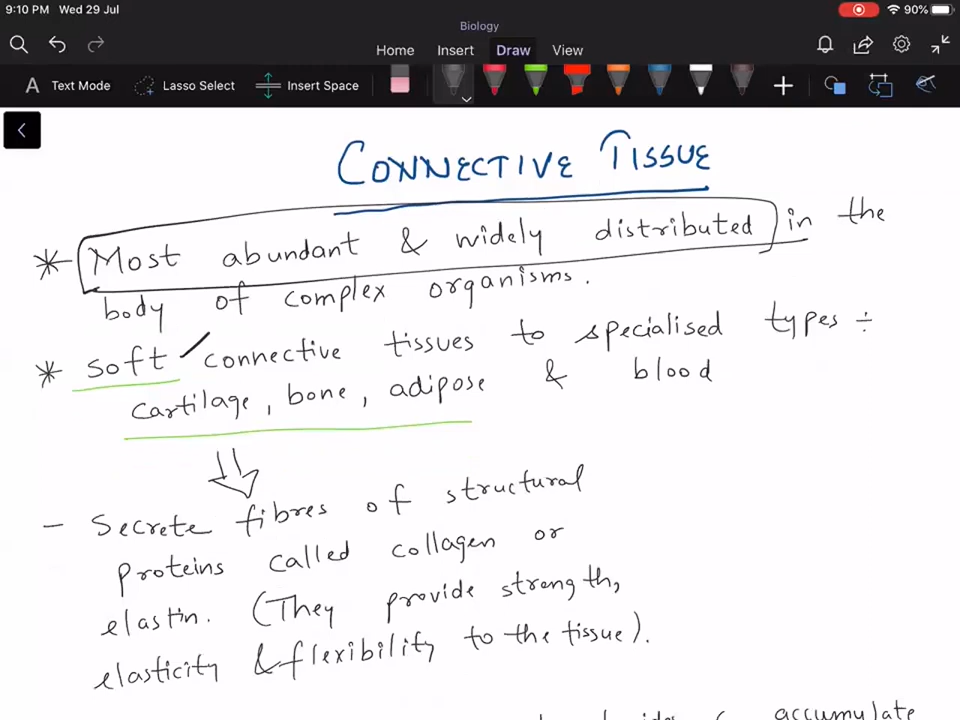 9:10 PM Wed 29 Jul
90%
Biology
Home Insert Draw View
Text Mode Lasso Select Insert Space
CONNECTIVE TISSUE
* Most abundant & widely distributed in the
body of complex organisms.
* Soft connective tissues to specialised types ÷
cartilage, bone, adipose & blood
- Secrete fibres of structural
proteins called collagen or
elastin. (They provide strength,
elasticity & flexibility to the tissue).
accumulate